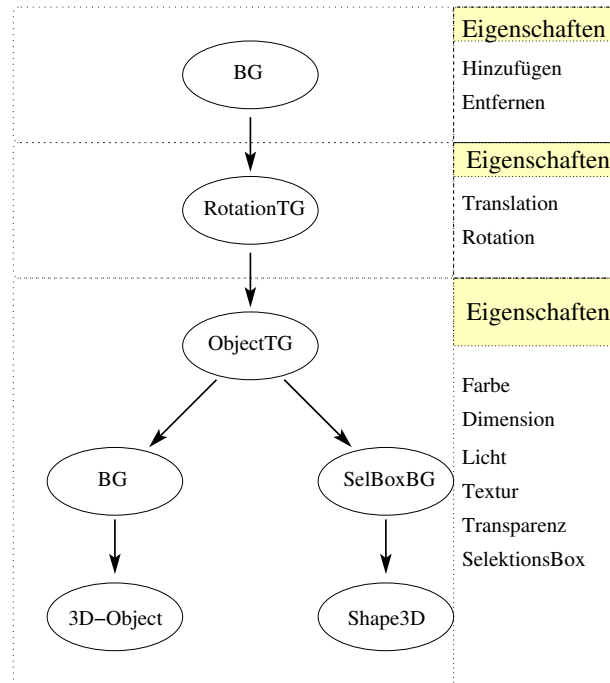 Eigenschaften
BG
Hinzufügen
Entfernen
Eigenschaften
RotationTG
Translation
Rotation
Eigenschaften
ObjectTG
Farbe
Dimension
Licht
BG
SelBoxBG
Textur
Transparenz
SelektionsBox
3D−Object
Shape3D